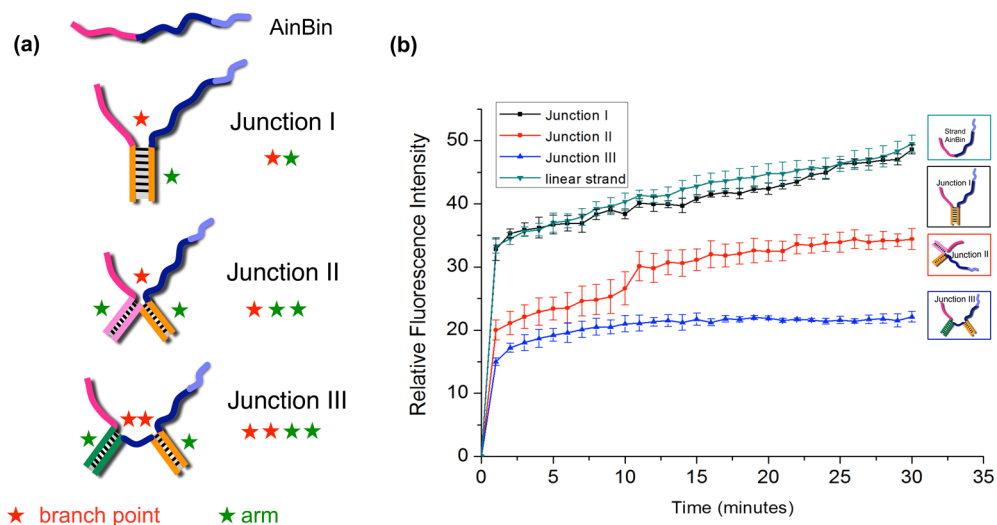 (a)
AinBin
Junction I
Junction II
Junction III
branch point
arm
(b)
Junction I
Junction II
Junction III
linear strand
Relative Fluorescence Intensity
50
40
30
20
10
0
0 5 10 15 20 25 30 35
Time (minutes)
Strand
AinBin
Junction I
Junction II
Junction III